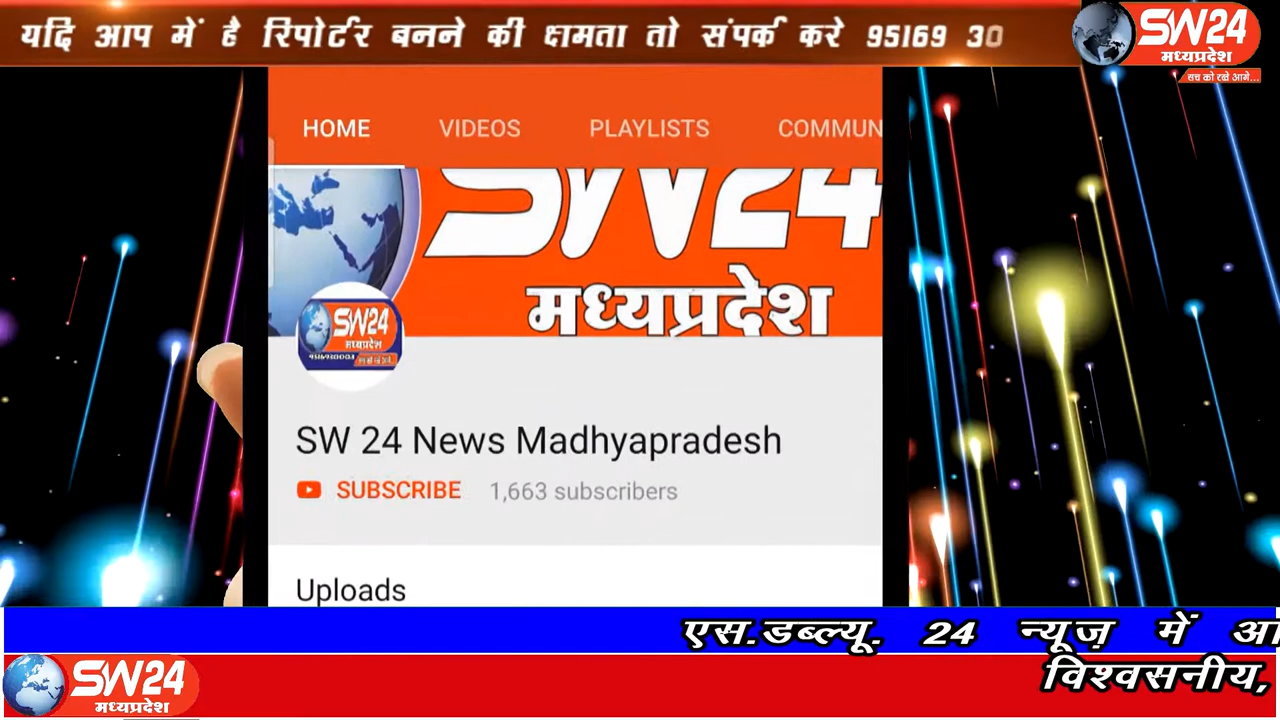 यदि आप में है रिपोर्टर बनने की क्षमता तो संपर्क करे 95169 30
SW24
मध्यप्रदेश
सच को रखे आगे...
HOME VIDEOS PLAYLISTS COMMUN
SW24
मध्यप्रदेश
SW24
मध्यप्रदेश
SW 24 News Madhyapradesh
SUBSCRIBE 1,663 subscribers
Uploads
एस.डब्ल्यू. 24 न्यूज़ में आ
विश्वसनीय,
SW24
मध्यप्रदेश